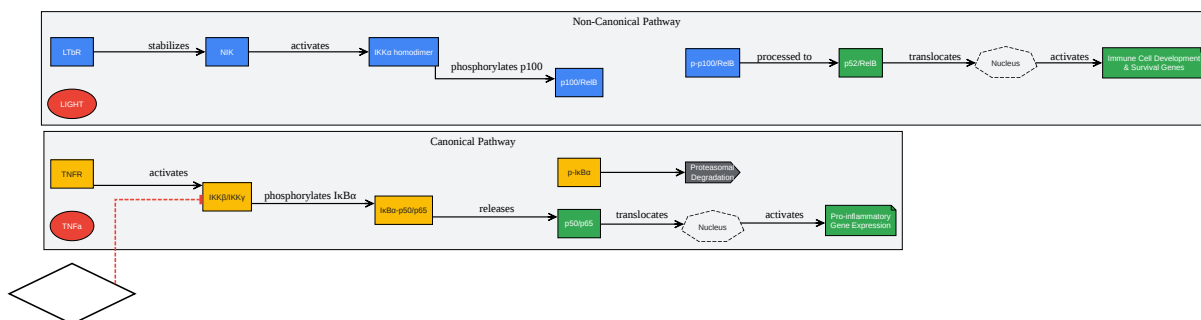 Non-Canonical Pathway
LTbR
stabilizes
NIK
activates
IKKα homodimer
phosphorylates p100
p100/RelB
p-p100/RelB
processed to
p52/RelB
translocates
Nucleus
activates
Immune Cell Development
& Survival Genes
LIGHT
Canonical Pathway
TNFR
activates
IKKβ/IKKγ
phosphorylates IκBα
IκBα-p50/p65
releases
p-IκBα
Proteasomal
Degradation
p50/p65
translocates
Nucleus
activates
Pro-inflammatory
Gene Expression
TNFa